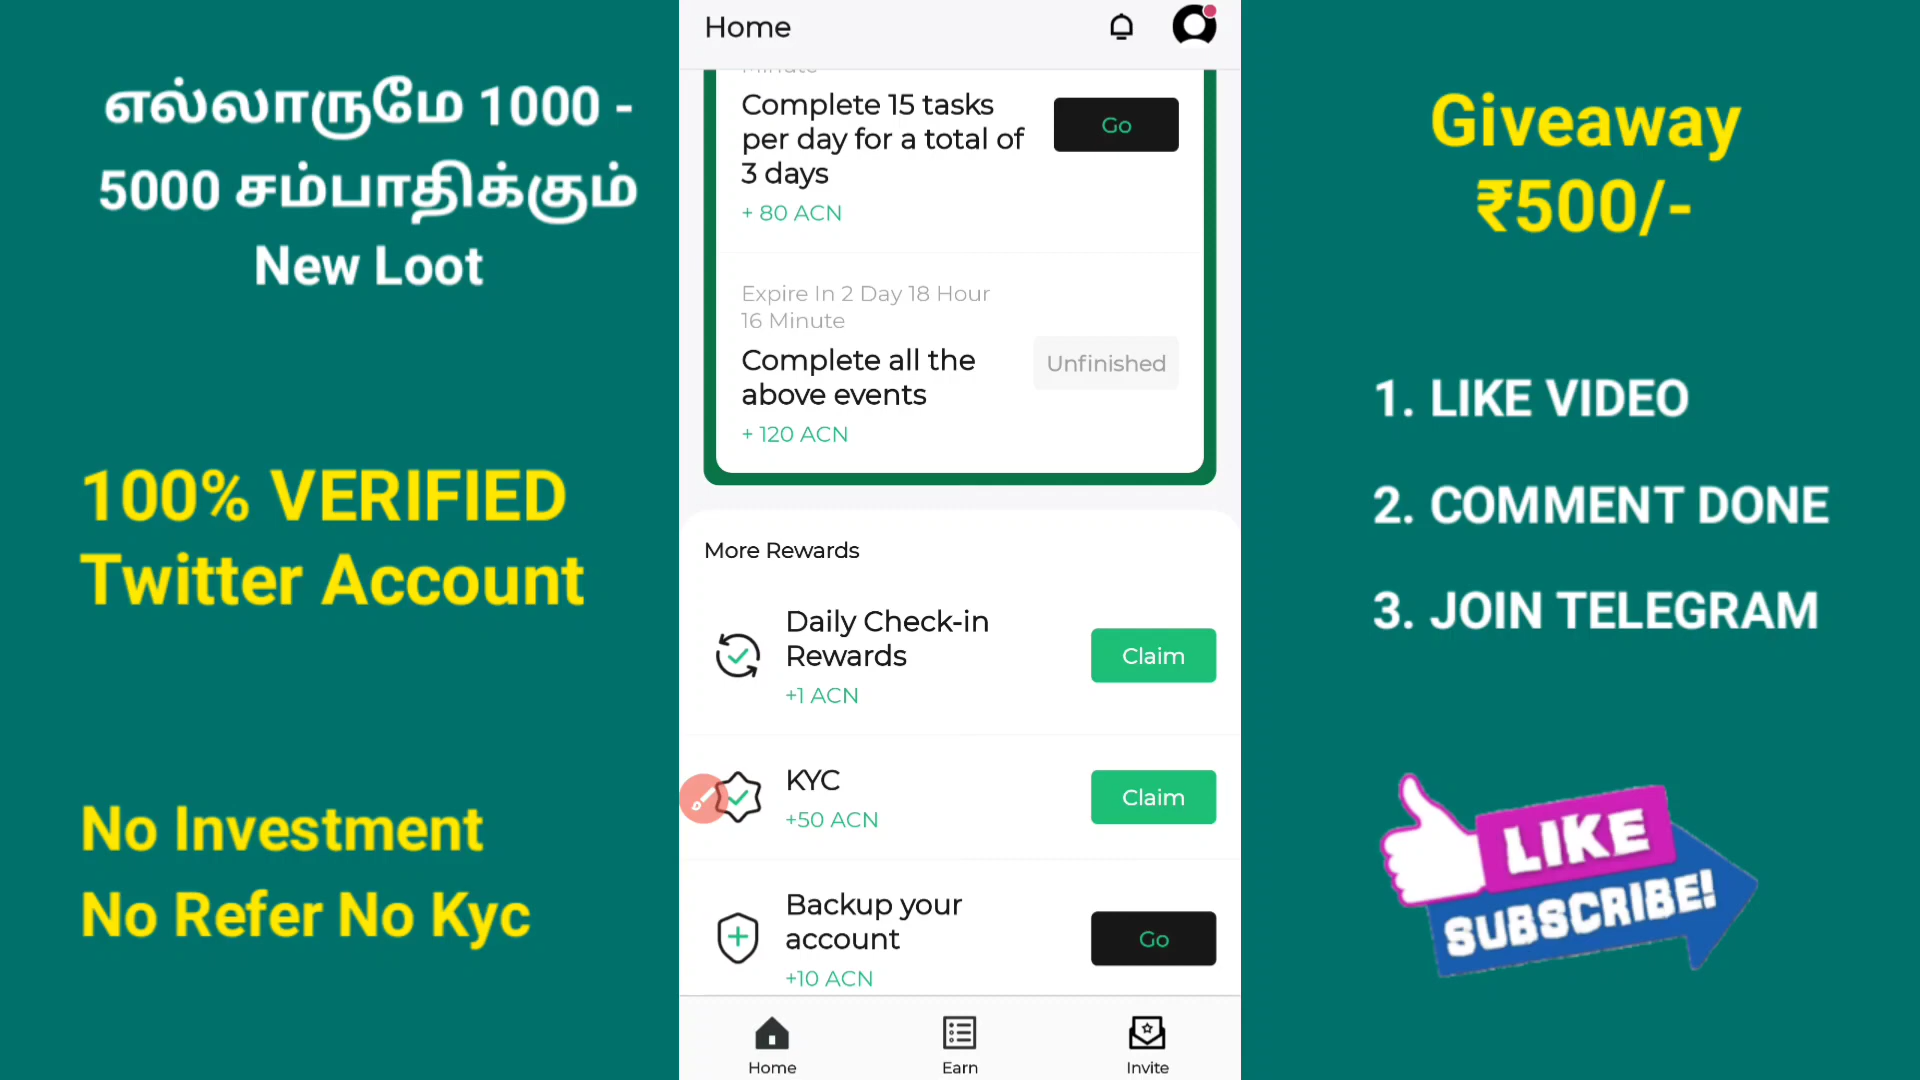 எல்லாருமே 1000 -
5000 சம்பாதிக்கும்
New Loot
100% VERIFIED
Twitter Account
No Investment
No Refer No Kyc
Home
Minute
Complete 15 tasks
per day for a total of
3 days
+ 80 ACN
Go
Expire In 2 Day 18 Hour
16 Minute
Complete all the
above events
+ 120 ACN
Unfinished
More Rewards
Daily Check-in
Rewards
+1 ACN
Claim
KYC
+50 ACN
Claim
Backup your
account
+10 ACN
Go
Home
Earn
Invite
Giveaway
₹500/-
1. LIKE VIDEO
2. COMMENT DONE
3. JOIN TELEGRAM
LIKE
SUBSCRIBE!